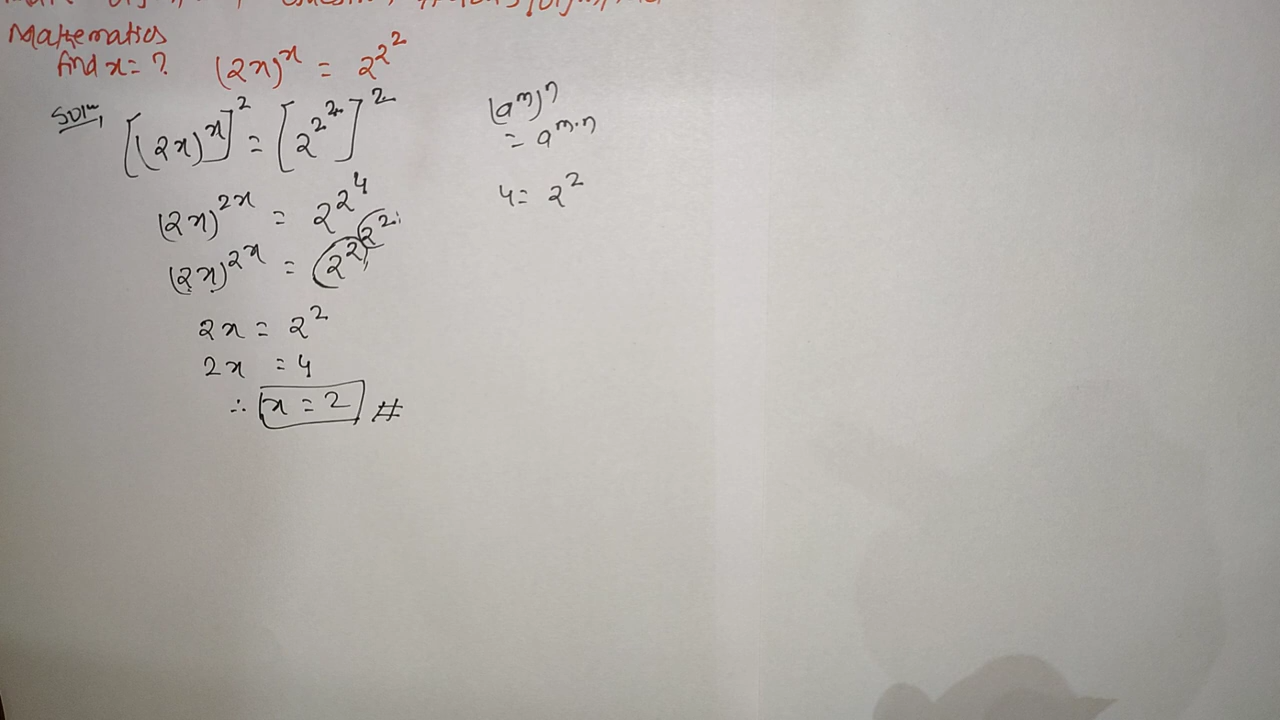 Mathematics
find x = ? (2x)^x = 2^2^2
Soln,
[(2x)^x]^2 = [2^2^2]^2
(a^m)^n
= a^m.n
(2x)^2x = 2^2^4
4 = 2^2
(2x)^2x = (2^2)^2^2
2x = 2^2
2x = 4
∴ x = 2 #